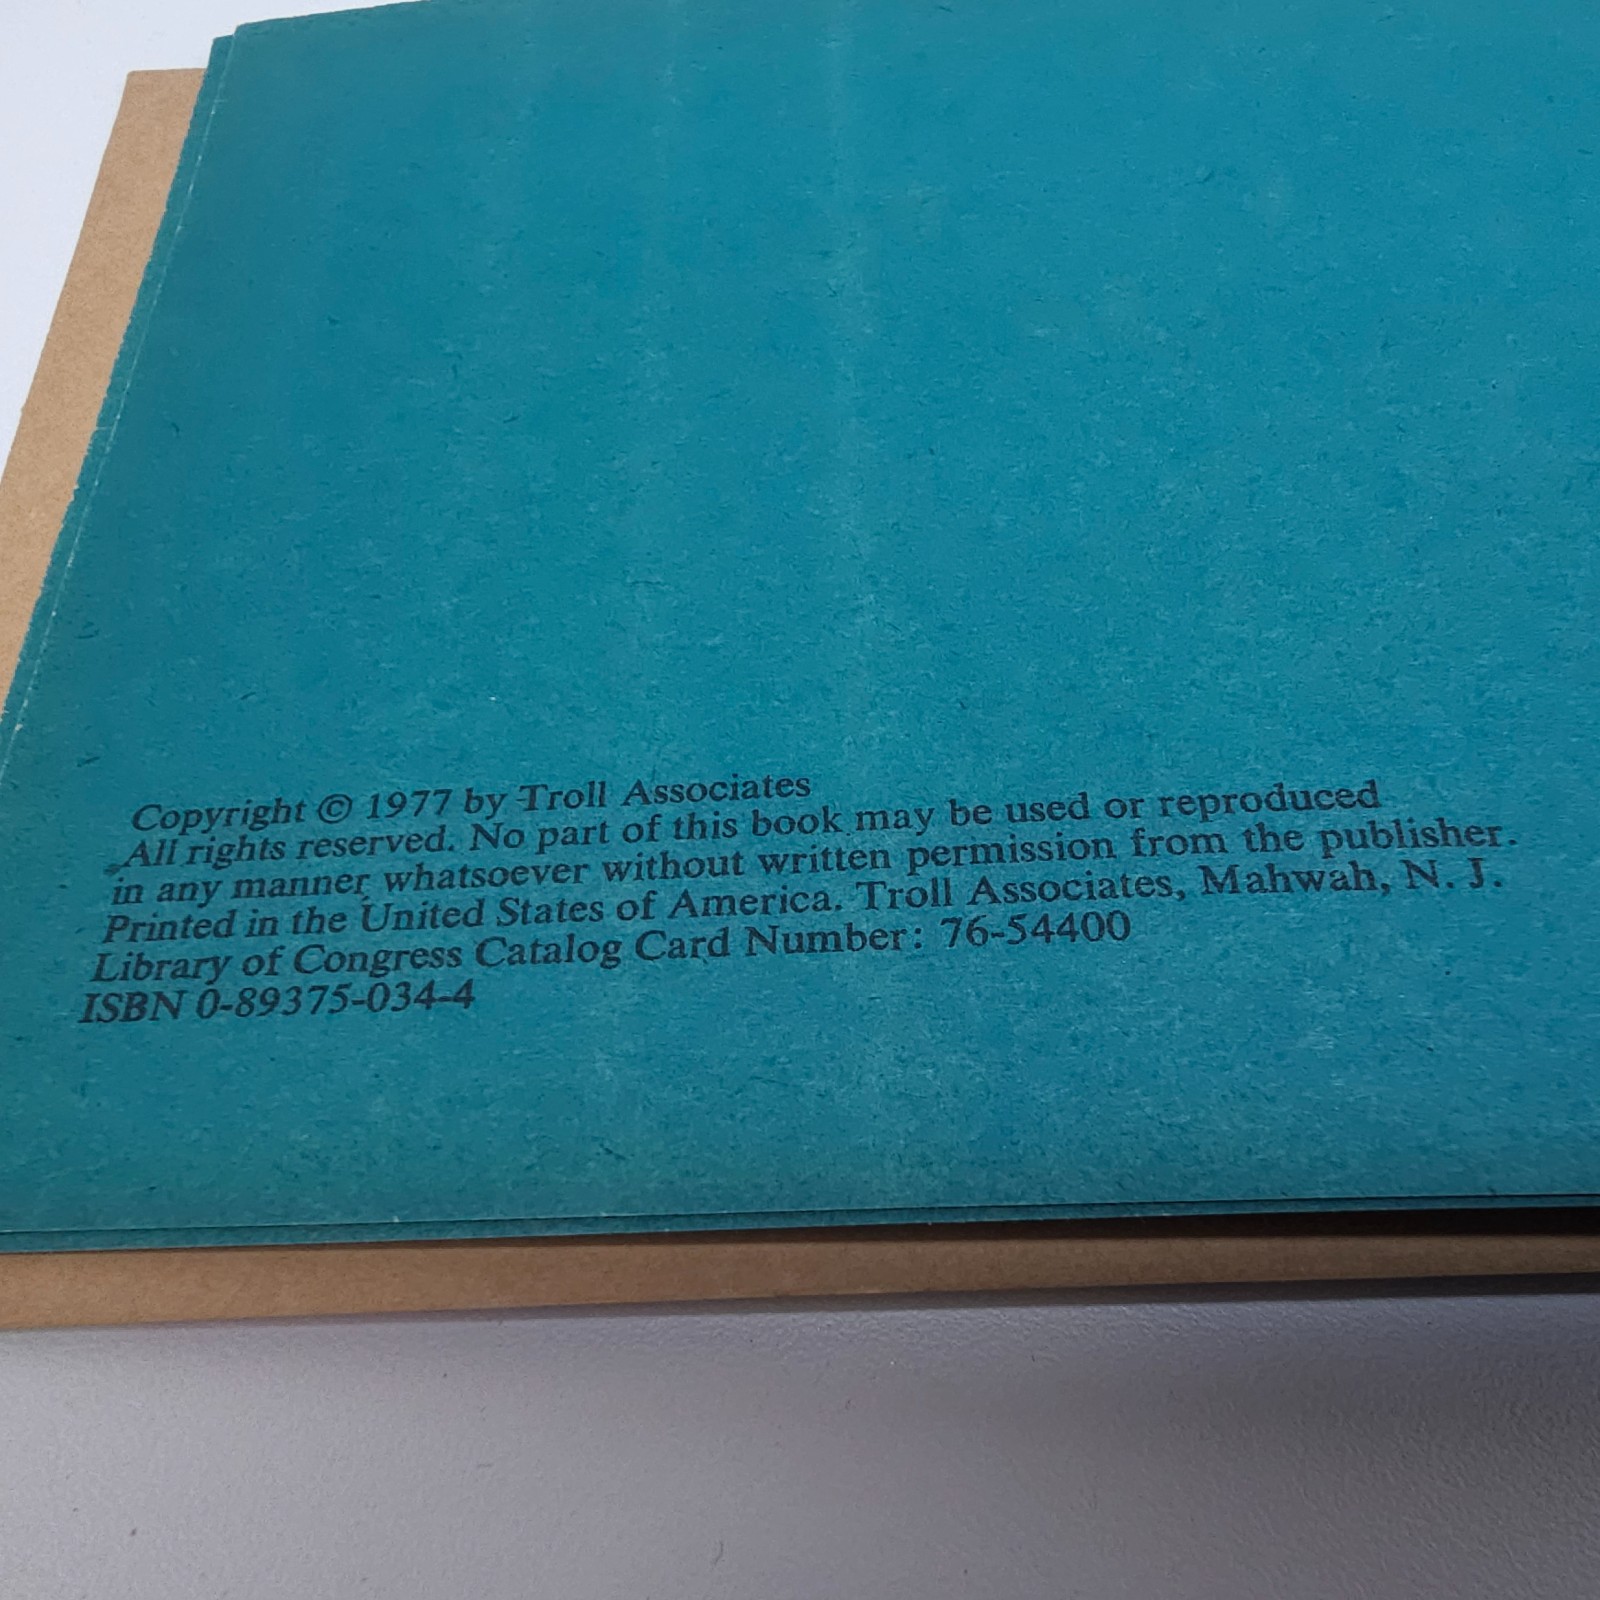 Copyright © 1977 by Troll Associates
All rights reserved. No part of this book may be used or reproduced
in any manner whatsoever without written permission from the publisher.
Printed in the United States of America. Troll Associates, Mahwah, N. J.
Library of Congress Catalog Card Number: 76-54400
ISBN 0-89375-034-4